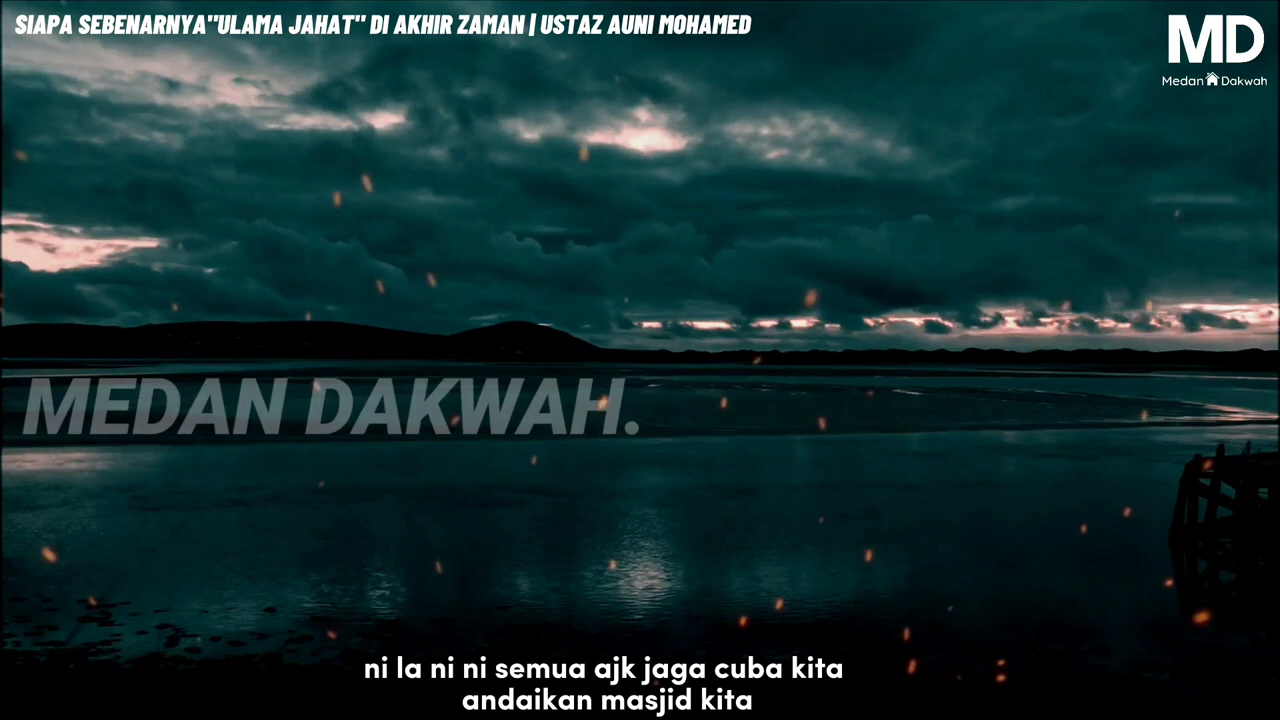 SIAPA SEBENARNYA"ULAMA JAHAT" DI AKHIR ZAMAN | USTAZ AUNI MOHAMED
MD
Medan Dakwah
MEDAN DAKWAH.
ni la ni ni semua ajk jaga cuba kita
andaikan masjid kita